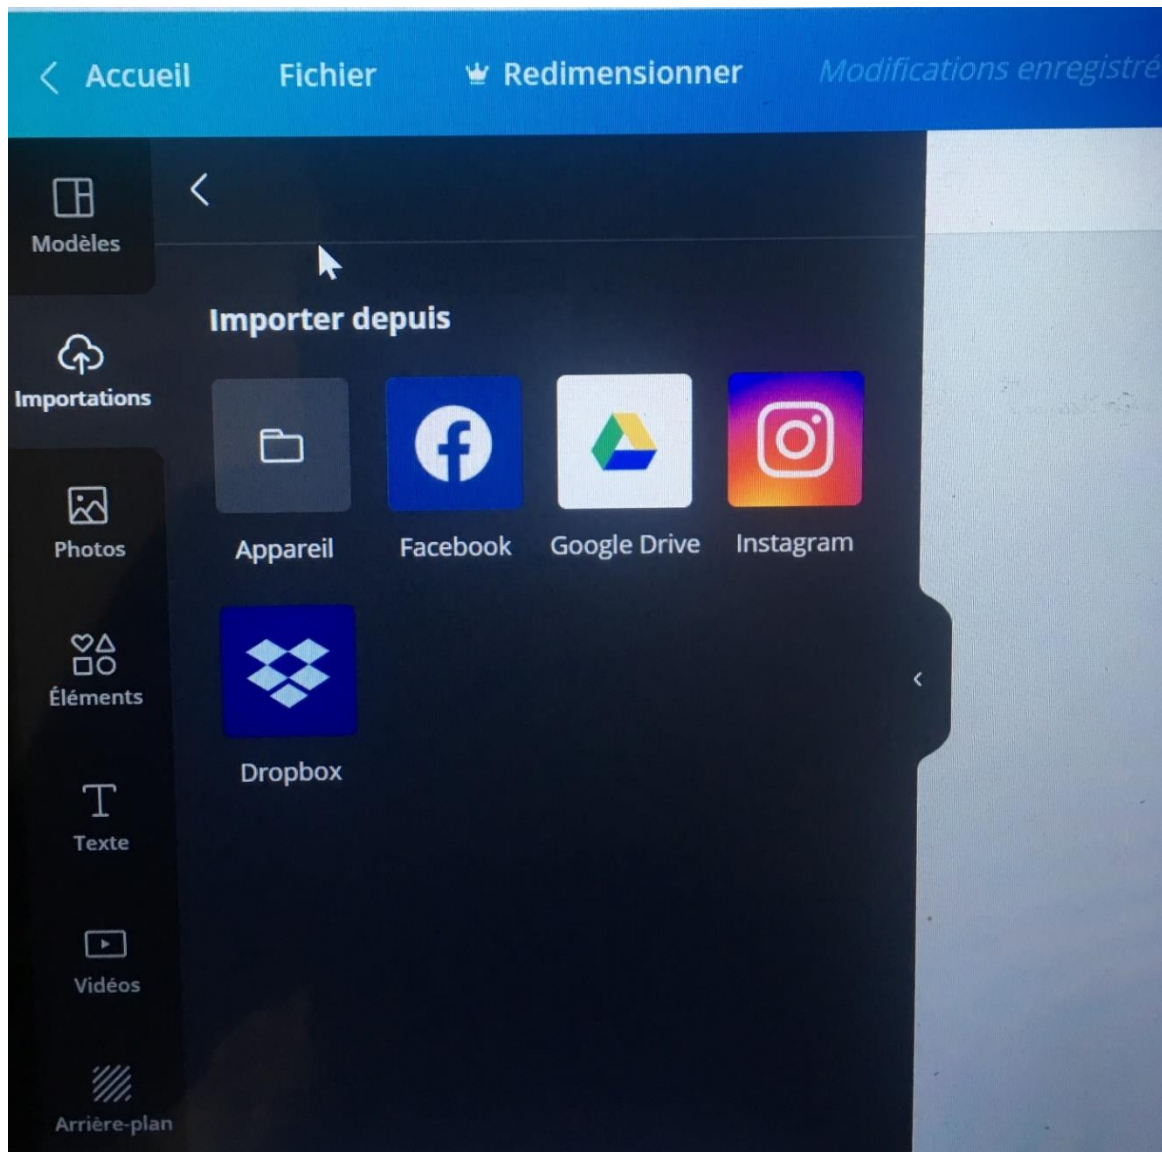 Accueil
Fichier
Redimensionner
Modifications enregistré
Modèles
Importations
Photos
Éléments
Texte
Vidéos
Arrière-plan
Importer depuis
Appareil
Facebook
Google Drive
Instagram
Dropbox